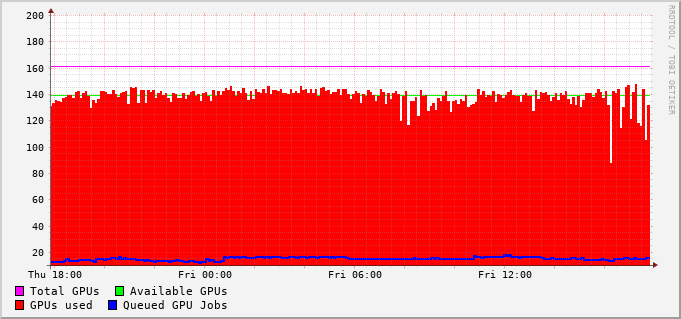 RRDTOOL / TOBI OETIKER
200
180
160
140
120
100
80
60
40
20
Thu 18:00 Fri 00:00 Fri 06:00 Fri 12:00
Total GPUs Available GPUs
GPUs used Queued GPU Jobs